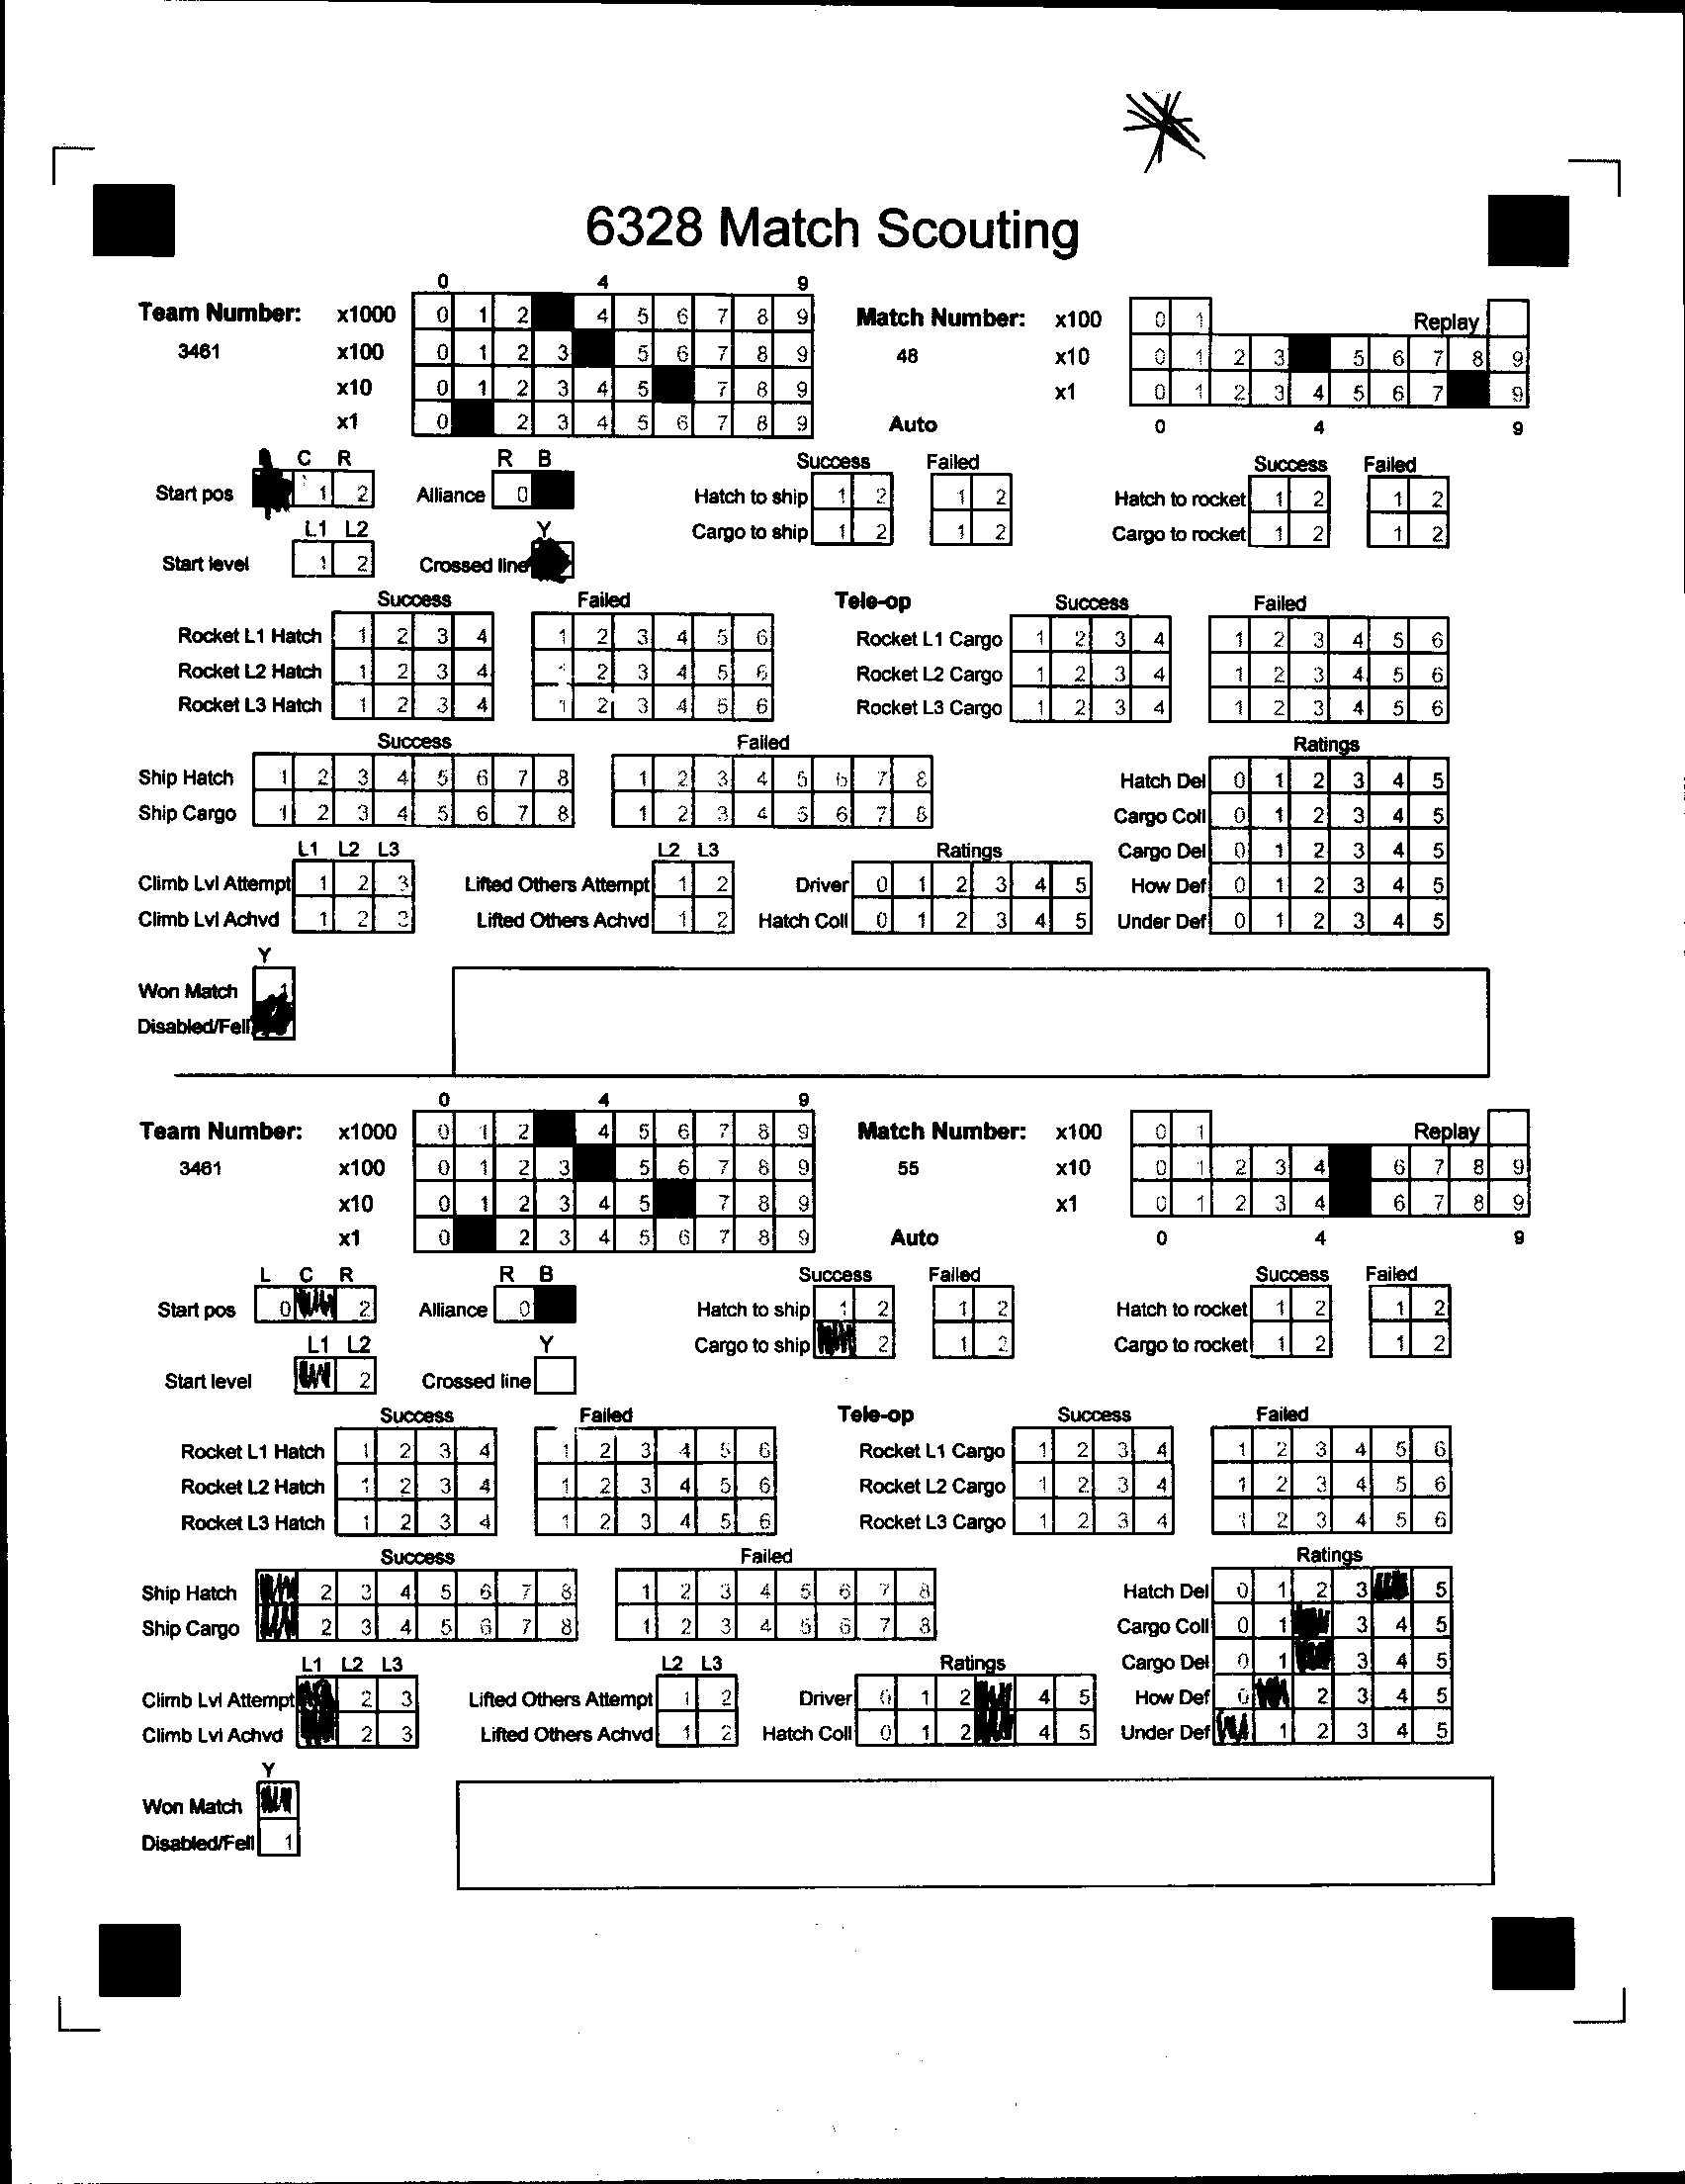 6328 Match Scouting
0 4 9
Team Number: x1000 0 1 2 4 5 6 7 8 9 Match Number: x100 0 1 Replay
3461 x100 0 1 2 3 5 6 7 8 9 48 x10 0 1 2 3 5 6 7 8 9
x10 0 1 2 3 4 5 7 8 9 x1 0 1 2 3 4 5 6 7 9
x1 0 2 3 4 5 6 7 8 9 Auto 0 4 9
C R R B Success Failed Success Failed
Start pos 1 2 Alliance 0 Hatch to ship 1 2 1 2 Hatch to rocket 1 2 1 2
L1 L2 Y Cargo to ship 1 2 1 2 Cargo to rocket 1 2 1 2
Start level 1 2 Crossed line
Success Failed Tele-op Success Failed
Rocket L1 Hatch 1 2 3 4 1 2 3 4 5 6 Rocket L1 Cargo 1 2 3 4 1 2 3 4 5 6
Rocket L2 Hatch 1 2 3 4 1 2 3 4 5 6 Rocket L2 Cargo 1 2 3 4 1 2 3 4 5 6
Rocket L3 Hatch 1 2 3 4 1 2 3 4 5 6 Rocket L3 Cargo 1 2 3 4 1 2 3 4 5 6
Success Failed Ratings
Ship Hatch 1 2 3 4 5 6 7 8 1 2 3 4 5 6 7 8 Hatch Del 0 1 2 3 4 5
Ship Cargo 1 2 3 4 5 6 7 8 1 2 3 4 5 6 7 8 Cargo Coll 0 1 2 3 4 5
L1 L2 L3 L2 L3 Ratings Cargo Del 0 1 2 3 4 5
Climb Lvl Attempt 1 2 3 Lifted Others Attempt 1 2 Driver 0 1 2 3 4 5 How Def 0 1 2 3 4 5
Climb Lvl Achvd 1 2 3 Lifted Others Achvd 1 2 Hatch Coll 0 1 2 3 4 5 Under Def 0 1 2 3 4 5
Y
Won Match 1
Disabled/Fell
0 4 9
Team Number: x1000 0 1 2 4 5 6 7 8 9 Match Number: x100 0 1 Replay
3461 x100 0 1 2 3 5 6 7 8 9 55 x10 0 1 2 3 4 6 7 8 9
x10 0 1 2 3 4 5 7 8 9 x1 0 1 2 3 4 6 7 8 9
x1 0 2 3 4 5 6 7 8 9 Auto 0 4 9
L C R R B Success Failed Success Failed
Start pos 0 2 Alliance 0 Hatch to ship 1 2 1 2 Hatch to rocket 1 2 1 2
L1 L2 Y Cargo to ship 2 1 2 Cargo to rocket 1 2 1 2
Start level 2 Crossed line
Success Failed Tele-op Success Failed
Rocket L1 Hatch 1 2 3 4 1 2 3 4 5 6 Rocket L1 Cargo 1 2 3 4 1 2 3 4 5 6
Rocket L2 Hatch 1 2 3 4 1 2 3 4 5 6 Rocket L2 Cargo 1 2 3 4 1 2 3 4 5 6
Rocket L3 Hatch 1 2 3 4 1 2 3 4 5 6 Rocket L3 Cargo 1 2 3 4 1 2 3 4 5 6
Success Failed Ratings
Ship Hatch 2 3 4 5 6 7 8 1 2 3 4 5 6 7 8 Hatch Del 0 1 2 3 5
Ship Cargo 2 3 4 5 6 7 8 1 2 3 4 5 6 7 8 Cargo Coll 0 1 3 4 5
L1 L2 L3 L2 L3 Ratings Cargo Del 0 1 3 4 5
Climb Lvl Attempt 2 3 Lifted Others Attempt 1 2 Driver 0 1 2 4 5 How Def 0 2 3 4 5
Climb Lvl Achvd 2 3 Lifted Others Achvd 1 2 Hatch Coll 0 1 2 4 5 Under Def 1 2 3 4 5
Y
Won Match
Disabled/Fell 1